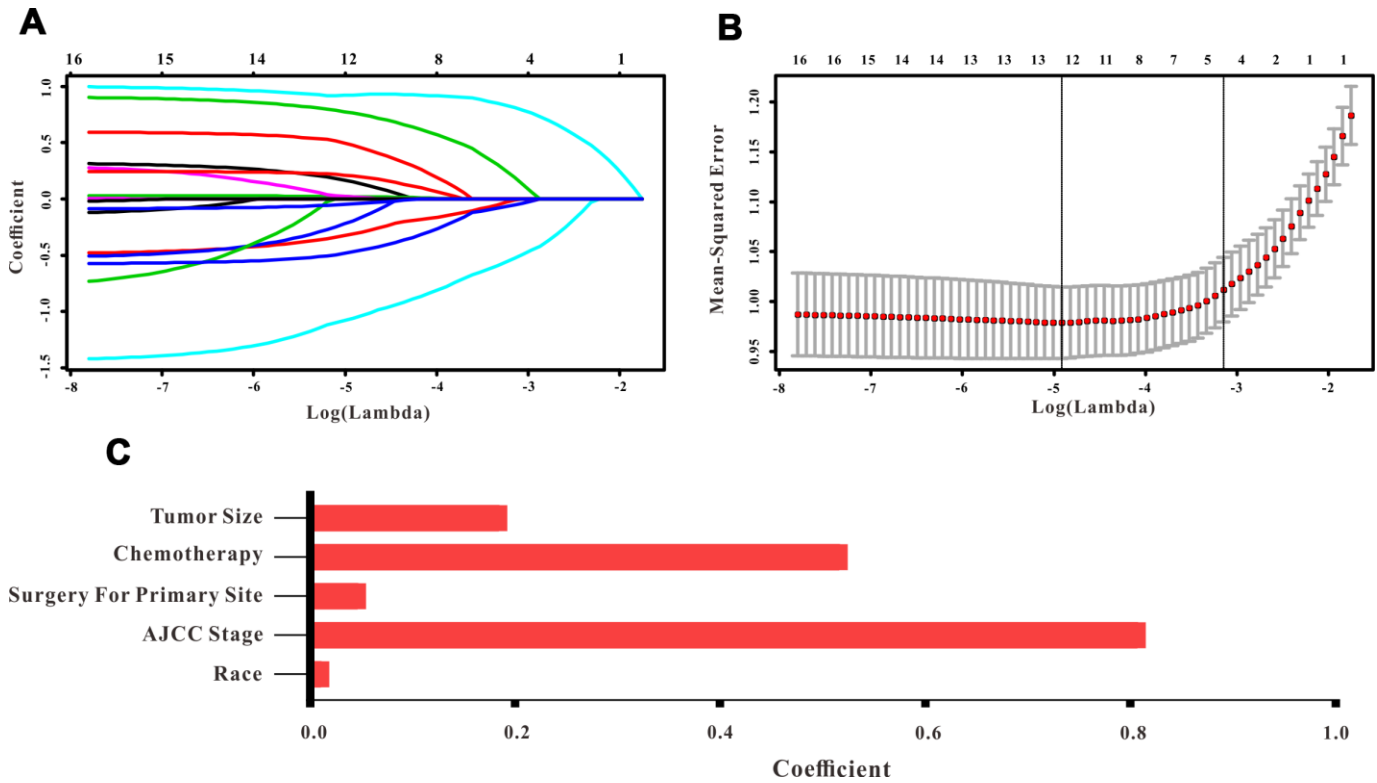 A
16 15 14 12 8 4 1
1.0
0.5
0.0
-0.5
-1.0
-1.5
Coefficient
-8 -7 -6 -5 -4 -3 -2
Log(Lambda)
B
16 16 15 14 14 13 13 13 12 11 8 7 5 4 2 1 1
1.20
1.15
1.10
1.05
1.00
0.95
Mean-Squared Error
-8 -7 -6 -5 -4 -3 -2
Log(Lambda)
C
Tumor Size
Chemotherapy
Surgery For Primary Site
AJCC Stage
Race
0.0 0.2 0.4 0.6 0.8 1.0
Coefficient